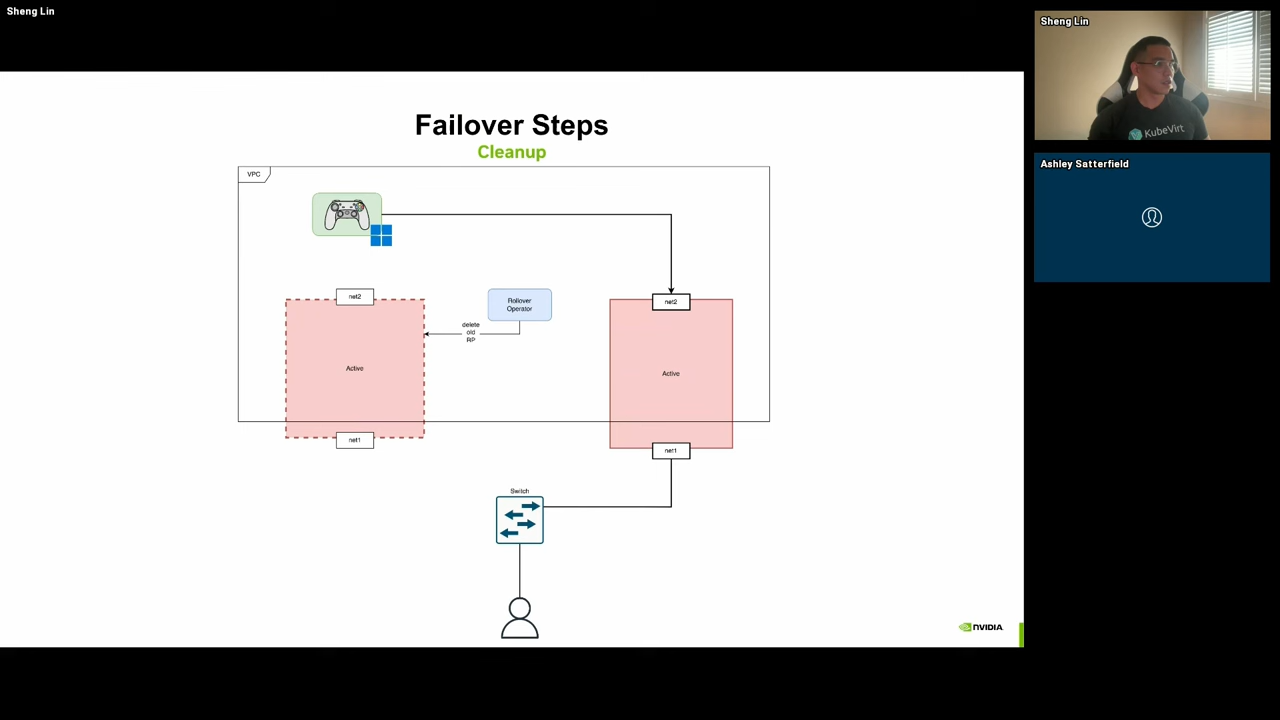 Sheng Lin
Sheng Lin
KubeVirt
Ashley Satterfield
Failover Steps
Cleanup
VPC
net2
Rollover
Operator
net2
delete
old
RP
Active
Active
net1
net1
Switch
NVIDIA